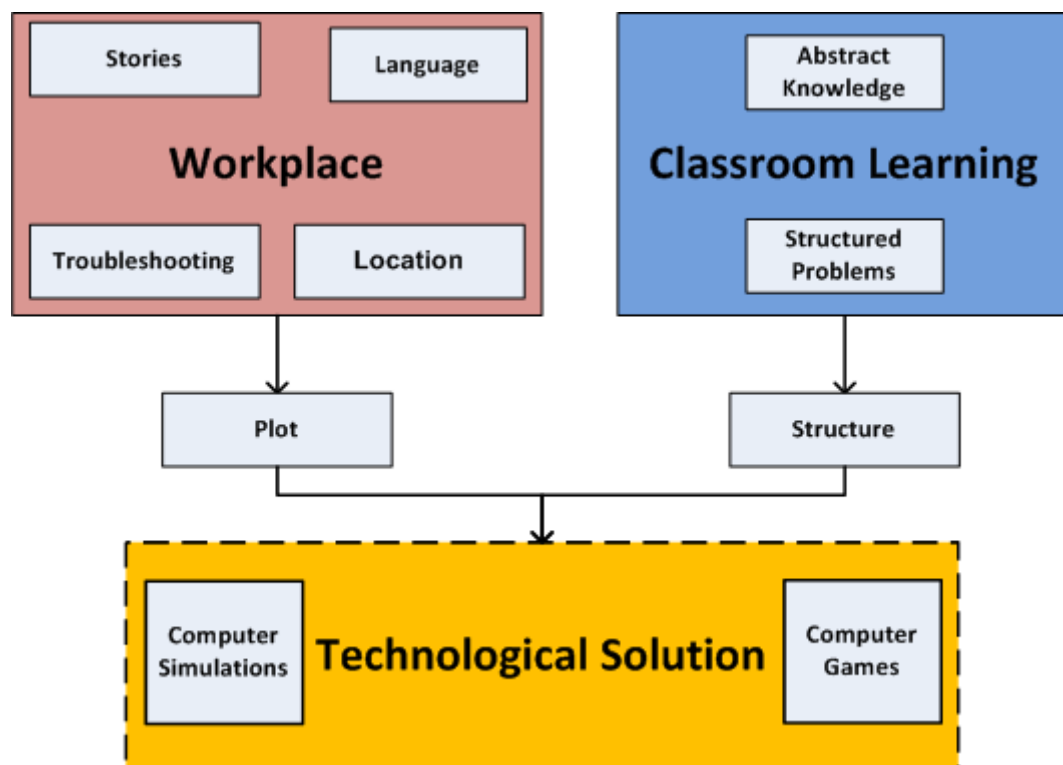 Stories
Language
Abstract
Knowledge
Workplace
Classroom Learning
Troubleshooting
Location
Structured
Problems
Plot
Structure
Computer
Simulations
Technological Solution
Computer
Games